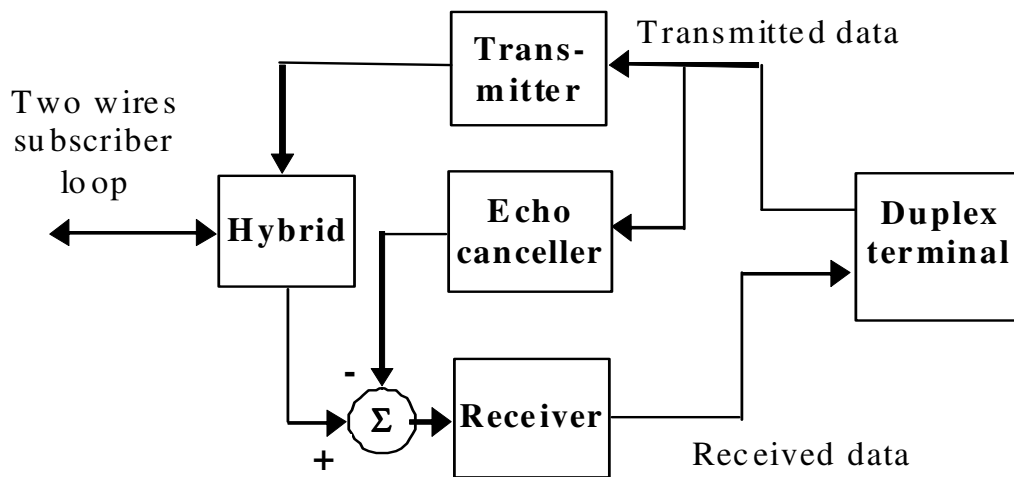 Transmitted data
Trans-
mitter
Two wires
subscriber
loop
Hybrid
Echo
canceller
Duplex
terminal
-
Σ
+
Receiver
Received data